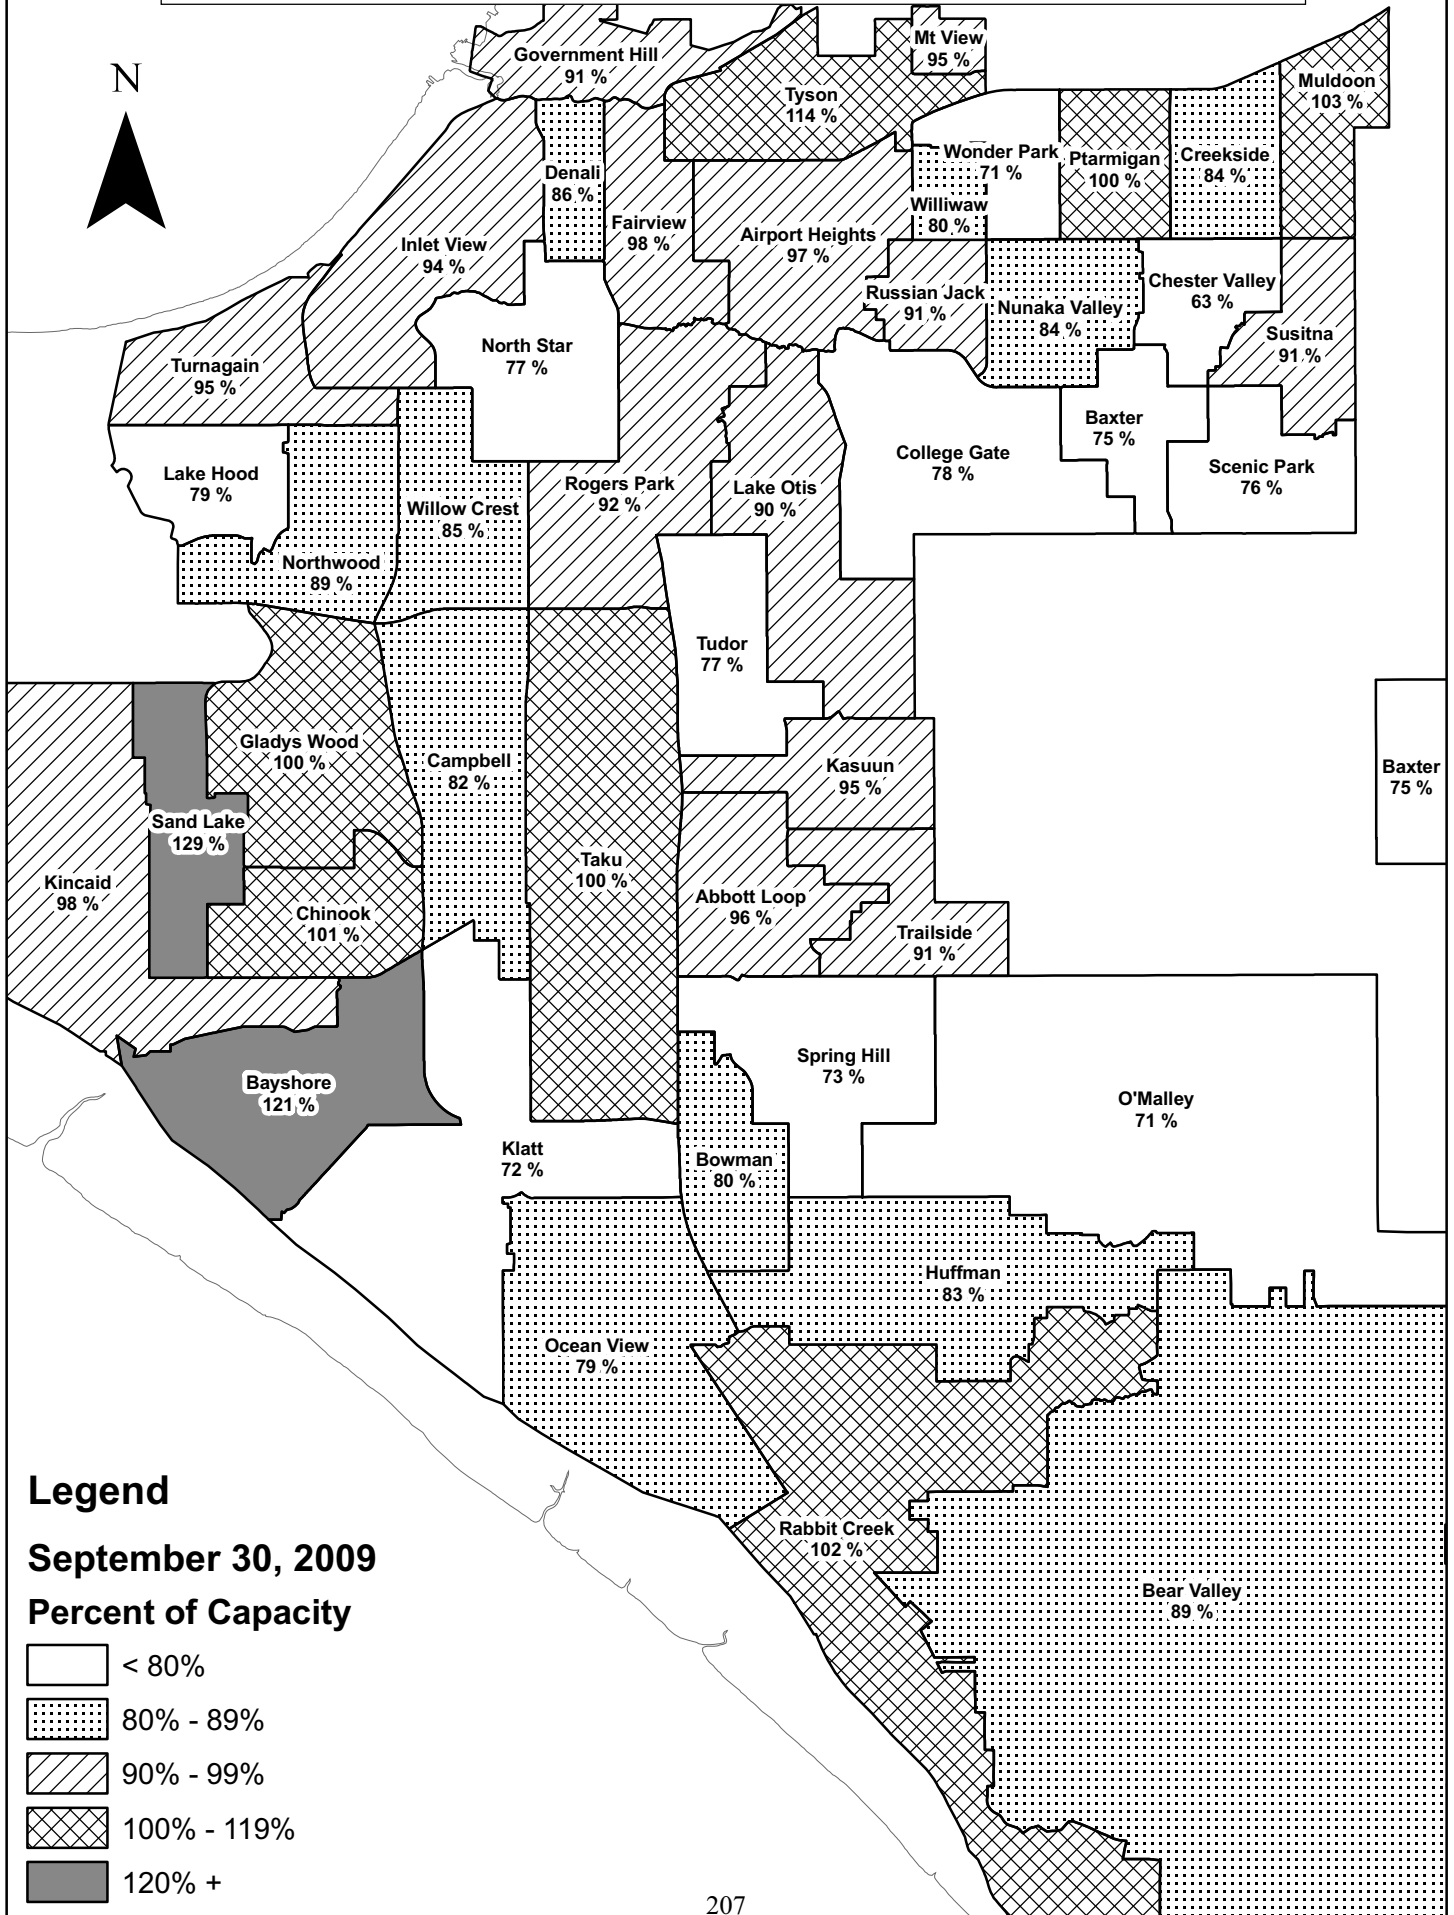 Government Hill
91 %
Mt View
95 %
N
Tyson
114 %
Muldoon
103 %
Wonder Park
71 %
Ptarmigan
100 %
Creekside
84 %
Denali
86 %
Williwaw
80 %
Fairview
98 %
Airport Heights
97 %
Inlet View
94 %
Russian Jack
91 %
Nunaka Valley
84 %
Chester Valley
63 %
Susitna
91 %
North Star
77 %
Turnagain
95 %
Baxter
75 %
College Gate
78 %
Scenic Park
76 %
Lake Hood
79 %
Rogers Park
92 %
Lake Otis
90 %
Willow Crest
85 %
Northwood
89 %
Tudor
77 %
Gladys Wood
100 %
Campbell
82 %
Kasuun
95 %
Baxter
75 %
Sand Lake
129 %
Taku
100 %
Kincaid
98 %
Abbott Loop
96 %
Chinook
101 %
Trailside
91 %
Spring Hill
73 %
Bayshore
121 %
O'Malley
71 %
Klatt
72 %
Bowman
80 %
Huffman
83 %
Ocean View
79 %
Rabbit Creek
102 %
Bear Valley
89 %
Legend
September 30, 2009
Percent of Capacity
< 80%
80% - 89%
90% - 99%
100% - 119%
120% +
207